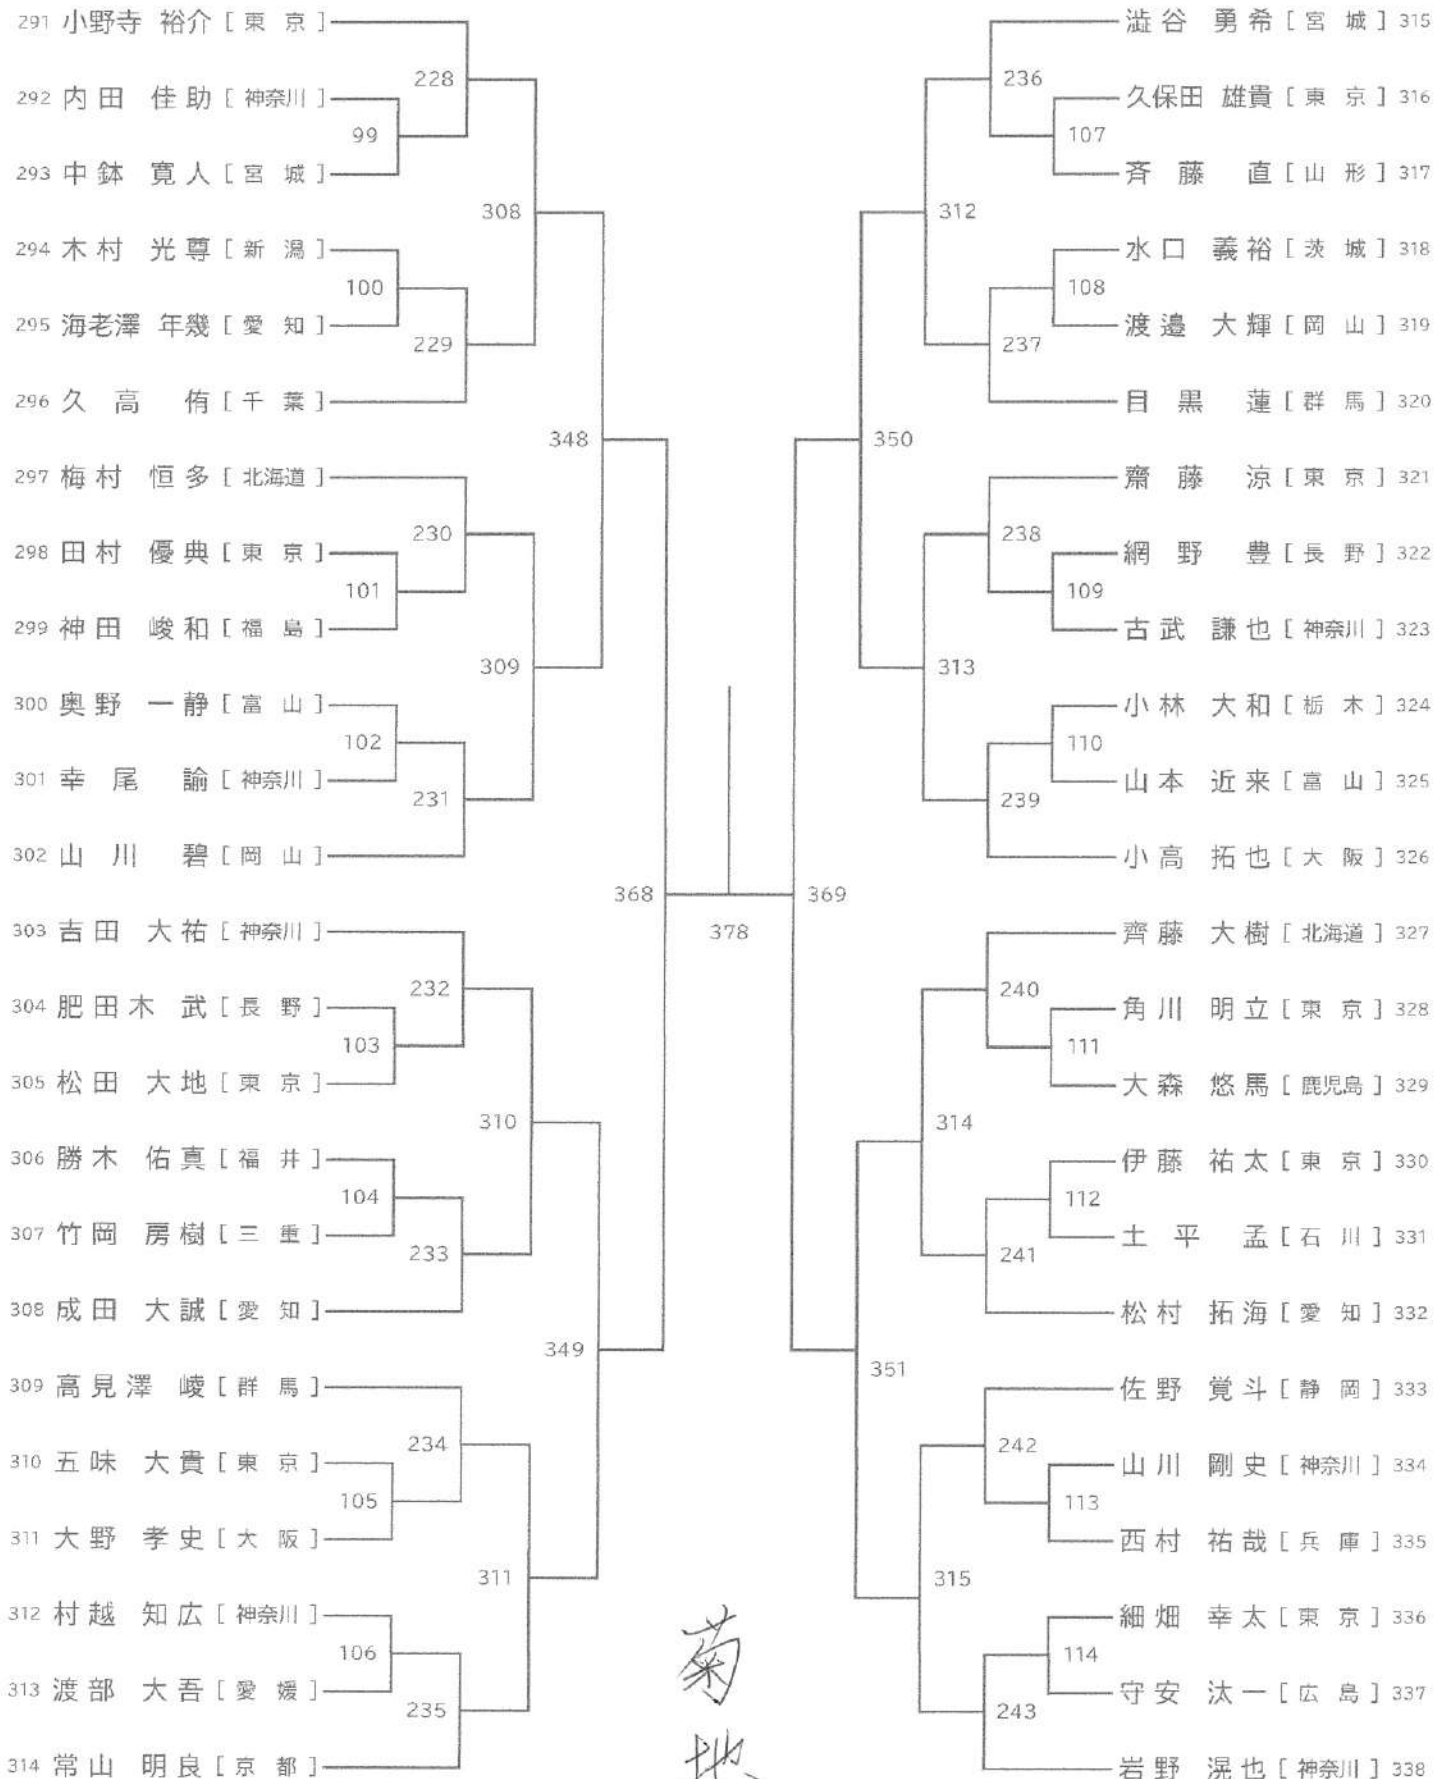 291 小野寺 裕介 [ 東 京 ]
228
292 内田 佳助 [ 神奈川 ]
99
293 中鉢 寛人 [ 宮 城 ]
308
294 木村 光尊 [ 新 潟 ]
100
295 海老澤 年幾 [ 愛 知 ]
229
296 久高 侑 [ 千 葉 ]
348
297 梅村 恒多 [ 北海道 ]
230
298 田村 優典 [ 東 京 ]
101
299 神田 峻和 [ 福 島 ]
309
300 奥野 一静 [ 富 山 ]
102
301 幸尾 諭 [ 神奈川 ]
231
302 山川 碧 [ 岡 山 ]
368
303 吉田 大祐 [ 神奈川 ]
232
304 肥田木 武 [ 長 野 ]
103
305 松田 大地 [ 東 京 ]
310
306 勝木 佑真 [ 福 井 ]
104
307 竹岡 房樹 [ 三 重 ]
233
308 成田 大誠 [ 愛 知 ]
349
309 高見澤 崚 [ 群 馬 ]
234
310 五味 大貴 [ 東 京 ]
105
311 大野 孝史 [ 大 阪 ]
311
312 村越 知広 [ 神奈川 ]
106
313 渡部 大吾 [ 愛 媛 ]
235
314 常山 明良 [ 京 都 ]
378
菊
地
澁谷 勇希 [ 宮 城 ] 315
236
久保田 雄貴 [ 東 京 ] 316
107
斉藤 直 [ 山 形 ] 317
312
水口 義裕 [ 茨 城 ] 318
108
渡邉 大輝 [ 岡 山 ] 319
237
目黒 蓮 [ 群 馬 ] 320
350
齋藤 涼 [ 東 京 ] 321
238
網野 豊 [ 長 野 ] 322
109
古武 謙也 [ 神奈川 ] 323
313
小林 大和 [ 栃 木 ] 324
110
山本 近来 [ 富 山 ] 325
239
小高 拓也 [ 大 阪 ] 326
369
齊藤 大樹 [ 北海道 ] 327
240
角川 明立 [ 東 京 ] 328
111
大森 悠馬 [ 鹿児島 ] 329
314
伊藤 祐太 [ 東 京 ] 330
112
土平 孟 [ 石 川 ] 331
241
松村 拓海 [ 愛 知 ] 332
351
佐野 覚斗 [ 静 岡 ] 333
242
山川 剛史 [ 神奈川 ] 334
113
西村 祐哉 [ 兵 庫 ] 335
315
細畑 幸太 [ 東 京 ] 336
114
守安 汰一 [ 広 島 ] 337
243
岩野 滉也 [ 神奈川 ] 338